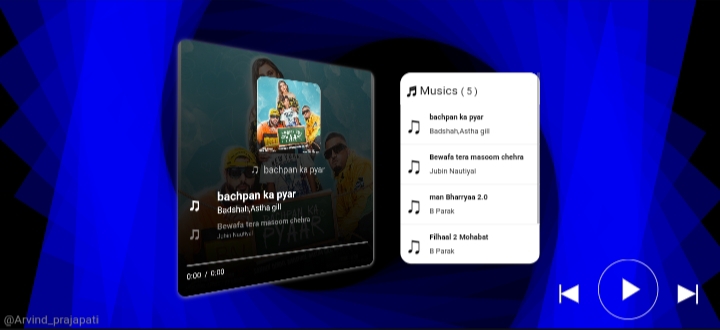 PYAAR
♫ bachpan ka pyar
bachpan ka pyar
Badshah,Astha gill
Bewafa tera masoom chehra
Jubin Nautiyal
PYAAR
0:00 / 0:00
Musics ( 5 )
bachpan ka pyar
Badshah,Astha gill
Bewafa tera masoom chehra
Jubin Nautiyal
man Bharryaa 2.0
B Parak
Filhaal 2 Mohabat
B Parak
@Arvind_prajapati